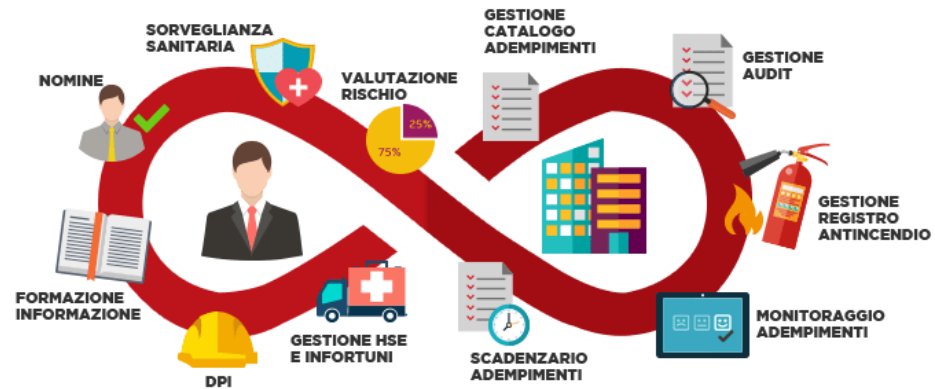 SORVEGLIANZA
SANITARIA
NOMINE
VALUTAZIONE
RISCHIO
25%
75%
FORMAZIONE
INFORMAZIONE
DPI
GESTIONE HSE
E INFORTUNI
GESTIONE
CATALOGO
ADEMPIMENTI
GESTIONE
AUDIT
GESTIONE
REGISTRO
ANTINCENDIO
MONITORAGGIO
ADEMPIMENTI
SCADENZARIO
ADEMPIMENTI